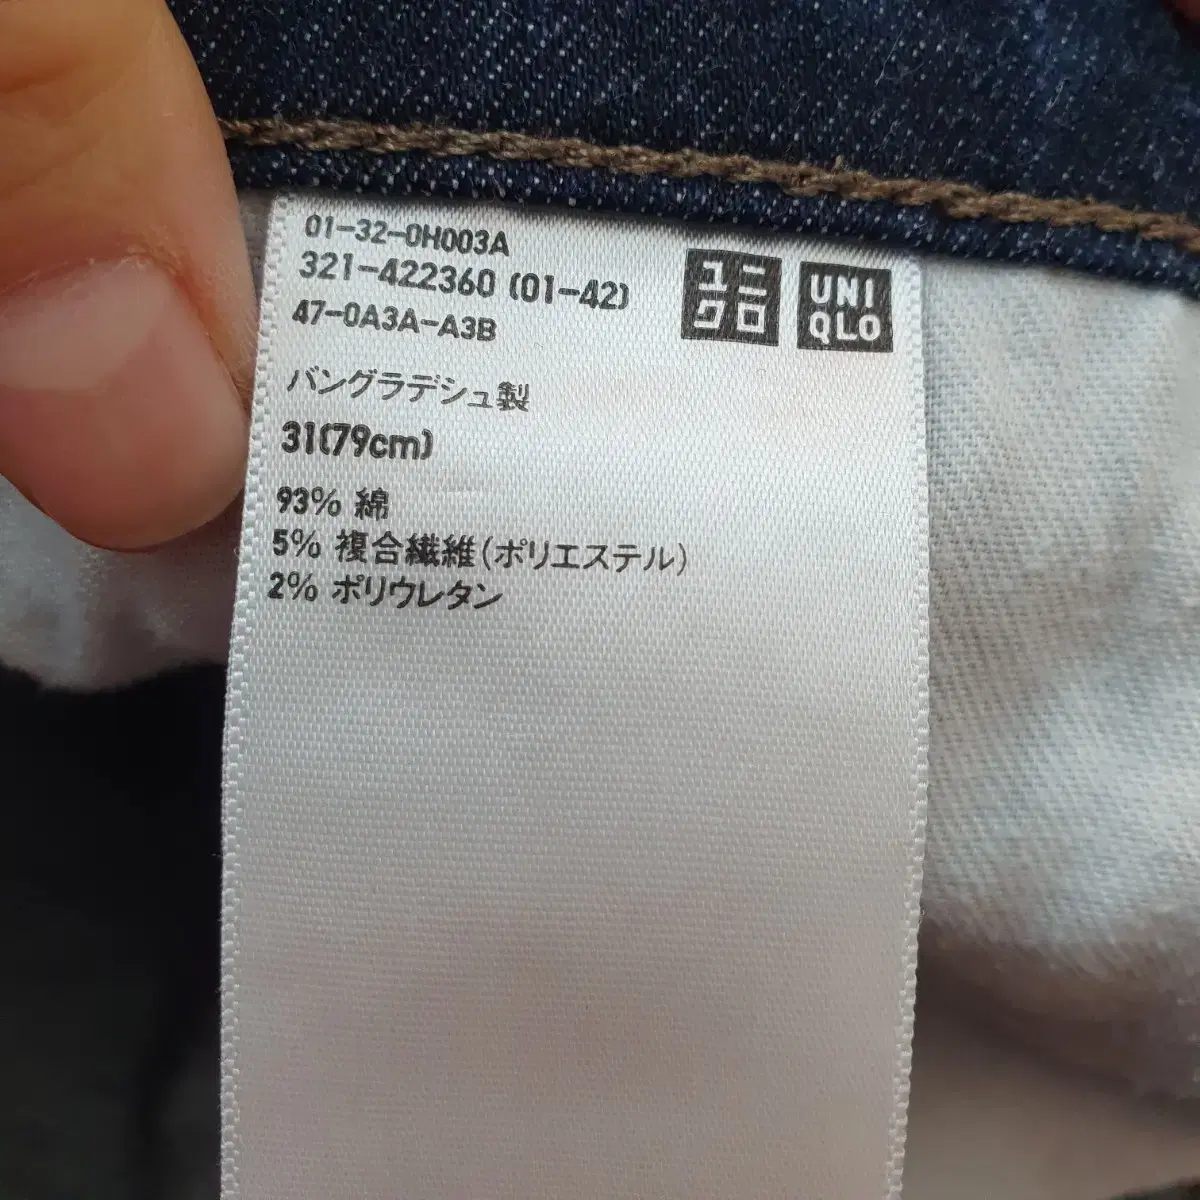 01-32-0H003A
321-422360 (01-42)
47-0A3A-A3B
ユニ
クロ
UNI
QLO
バングラデシュ製
31(79cm)
93% 綿
5% 複合繊維(ポリエステル)
2% ポリウレタン